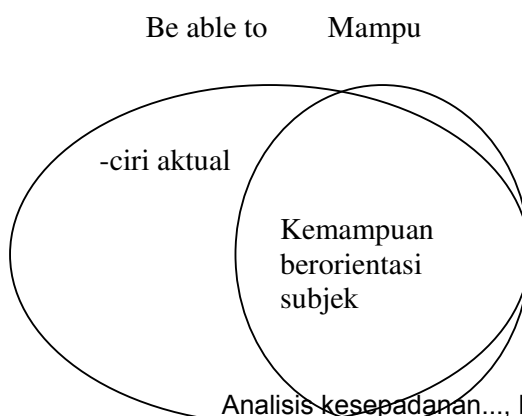 Be able to Mampu
-ciri aktual
Kemampuan
berorientasi
subjek
Analisis kesepadanan...,